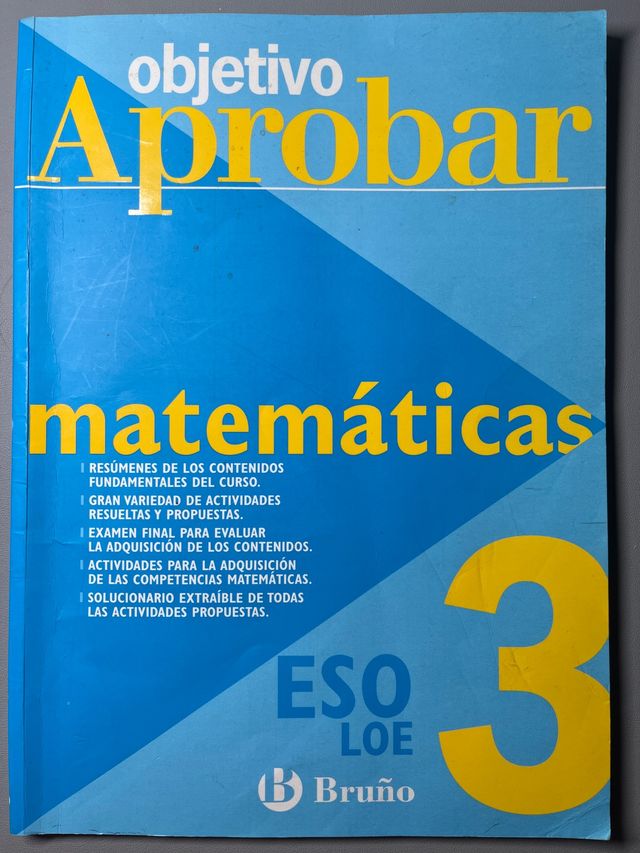 objetivo
Aprobar
matemáticas
RESÚMENES DE LOS CONTENIDOS
FUNDAMENTALES DEL CURSO.
GRAN VARIEDAD DE ACTIVIDADES
RESUELTAS Y PROPUESTAS.
EXAMEN FINAL PARA EVALUAR
LA ADQUISICIÓN DE LOS CONTENIDOS.
ACTIVIDADES PARA LA ADQUISICIÓN
DE LAS COMPETENCIAS MATEMÁTICAS.
SOLUCIONARIO EXTRAÍBLE DE TODAS
LAS ACTIVIDADES PROPUESTAS.
ESO
LOE
3
B Bruño